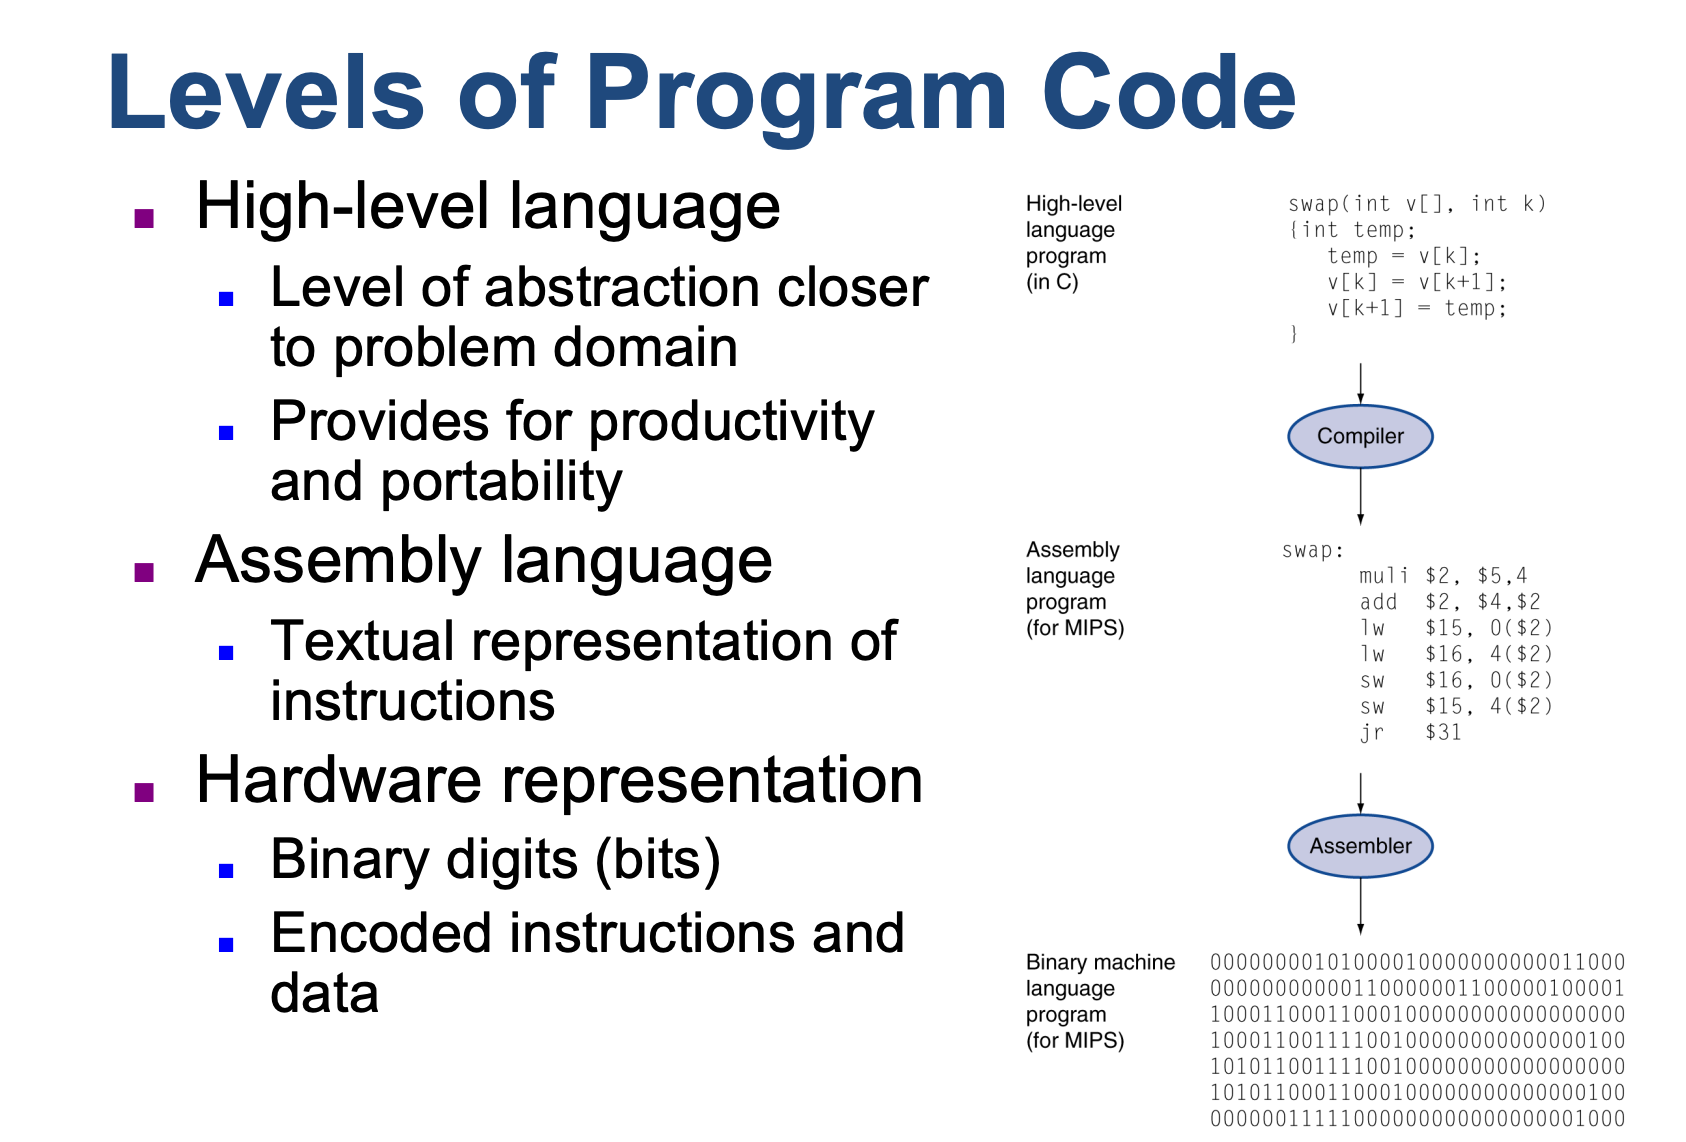 Levels of Program Code
High-level language
Level of abstraction closer
to problem domain
Provides for productivity
and portability
Assembly language
Textual representation of
instructions
Hardware representation
Binary digits (bits)
Encoded instructions and
data
High-level
language
program
(in C)
swap(int v[], int k)
{int temp;
temp = v[k];
v[k] = v[k+1];
v[k+1] = temp;
}
Compiler
Assembly
language
program
(for MIPS)
swap:
muli $2, $5,4
add $2, $4,$2
lw $15, 0($2)
lw $16, 4($2)
sw $16, 0($2)
sw $15, 4($2)
jr $31
Assembler
Binary machine
language
program
(for MIPS)
00000000101000010000000000011000
00000000000110000001100000100001
10001100011000100000000000000000
10001100111100100000000000000100
10101100111100100000000000000000
10101100011000100000000000000100
00000011111000000000000000001000